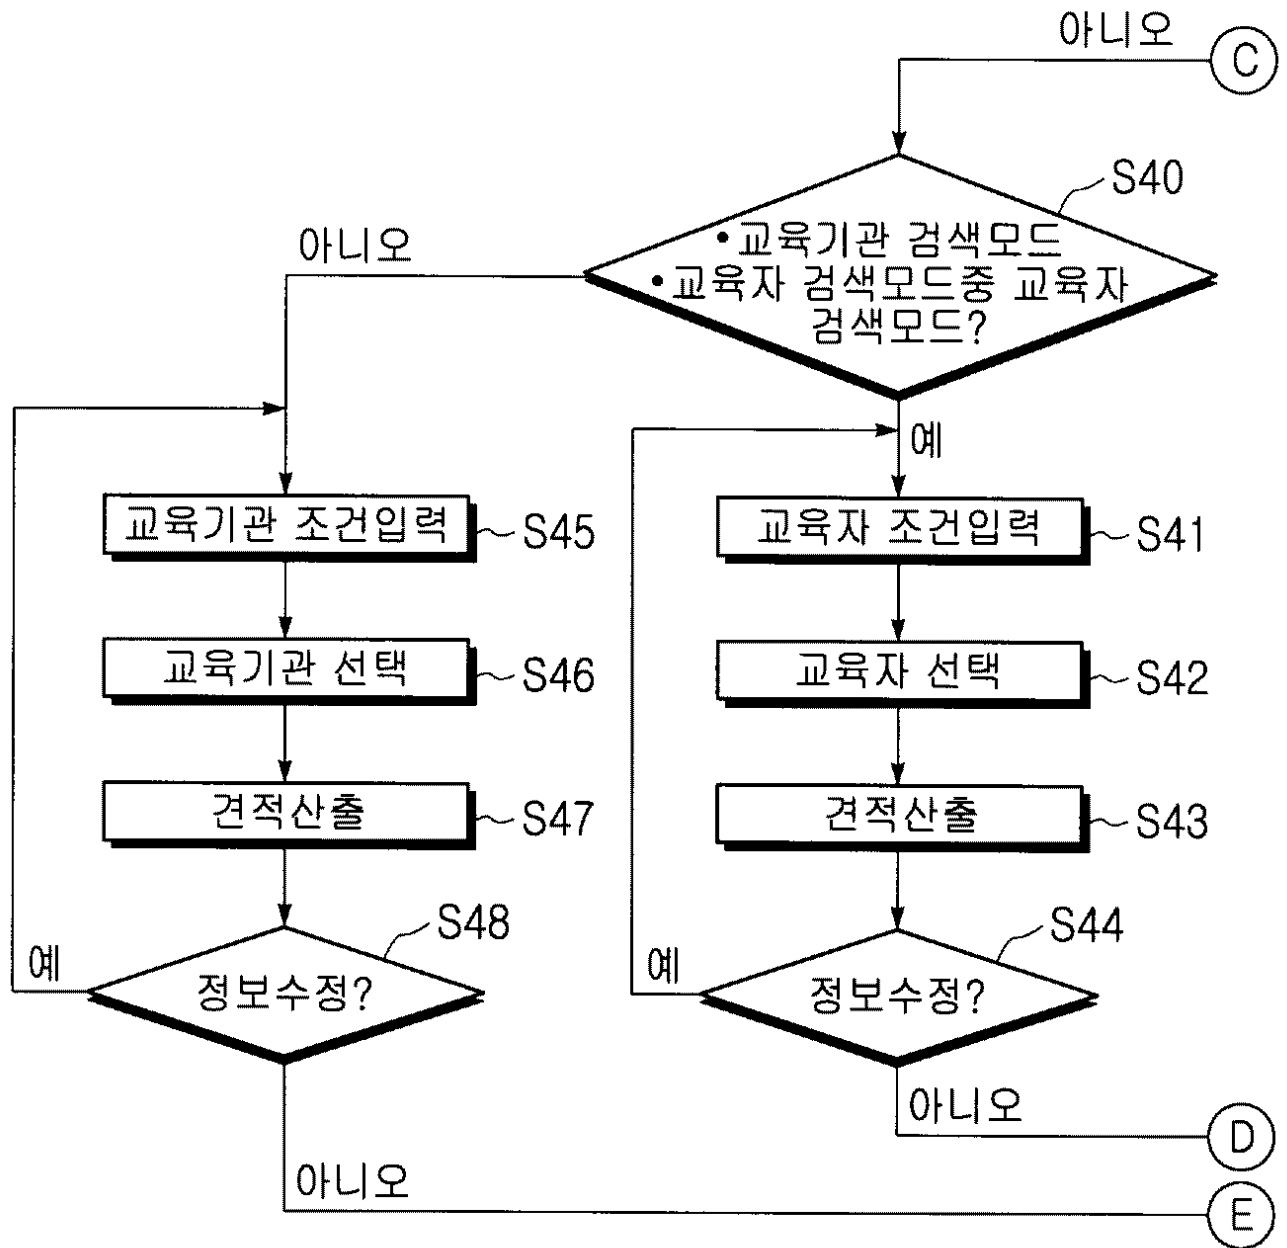 아니오
C
S40
아니오
•교육기관 검색모드
•교육자 검색모드중 교육자
검색모드?
예
교육기관 조건입력
S45
교육자 조건입력
S41
교육기관 선택
S46
교육자 선택
S42
견적산출
S47
견적산출
S43
S48
S44
예
정보수정?
예
정보수정?
아니오
D
아니오
E